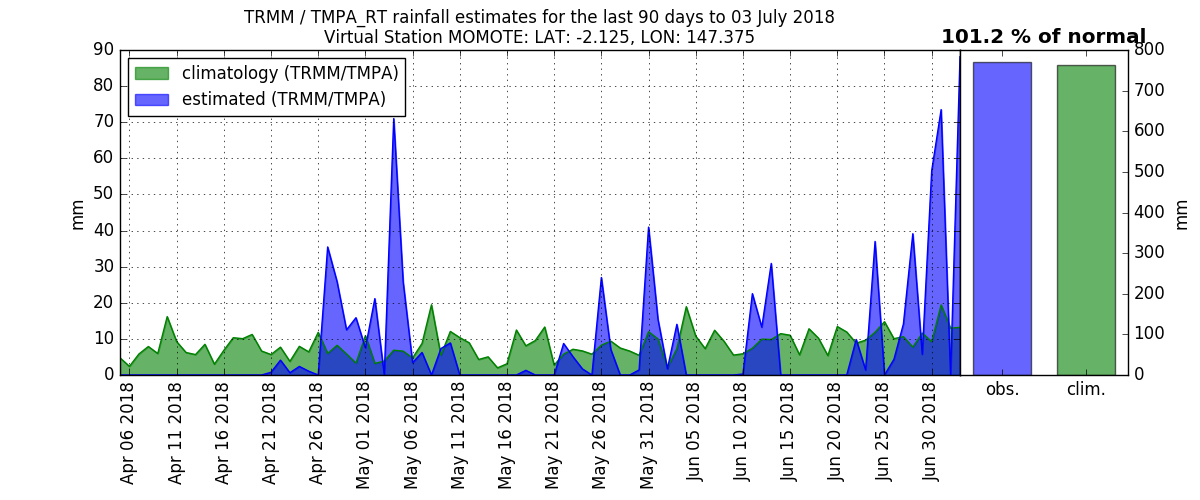 TRMM / TMPA_RT rainfall estimates for the last 90 days to 03 July 2018
Virtual Station MOMOTE: LAT: -2.125, LON: 147.375
101.2 % of normal
climatology (TRMM/TMPA)
estimated (TRMM/TMPA)
mm
90
80
70
60
50
40
30
20
10
0
Apr 06 2018
Apr 11 2018
Apr 16 2018
Apr 21 2018
Apr 26 2018
May 01 2018
May 06 2018
May 11 2018
May 16 2018
May 21 2018
May 26 2018
May 31 2018
Jun 05 2018
Jun 10 2018
Jun 15 2018
Jun 20 2018
Jun 25 2018
Jun 30 2018
obs.
clim.
800
700
600
500
400
300
200
100
0
mm